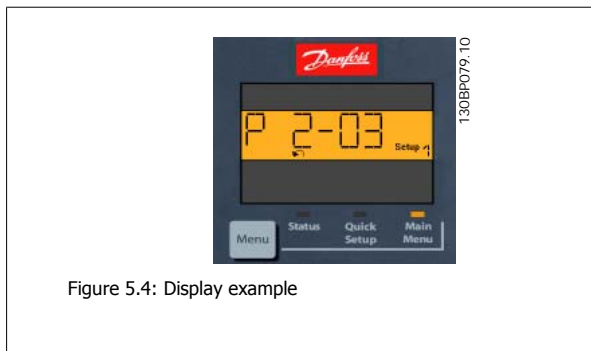 Danfoss
130BP079.10
P 2-03
Setup 1
Menu
Status
Quick Setup
Main Menu
Figure 5.4: Display example